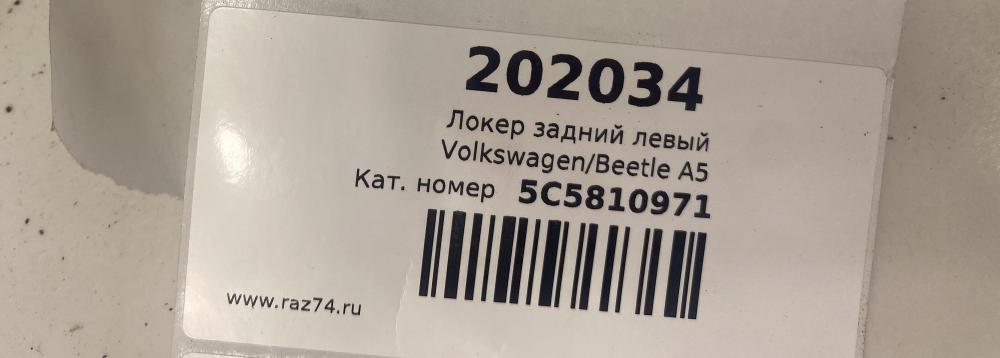 202034
Локер задний левый
Volkswagen/Beetle A5
Кат. номер 5C5810971
www.raz74.ru